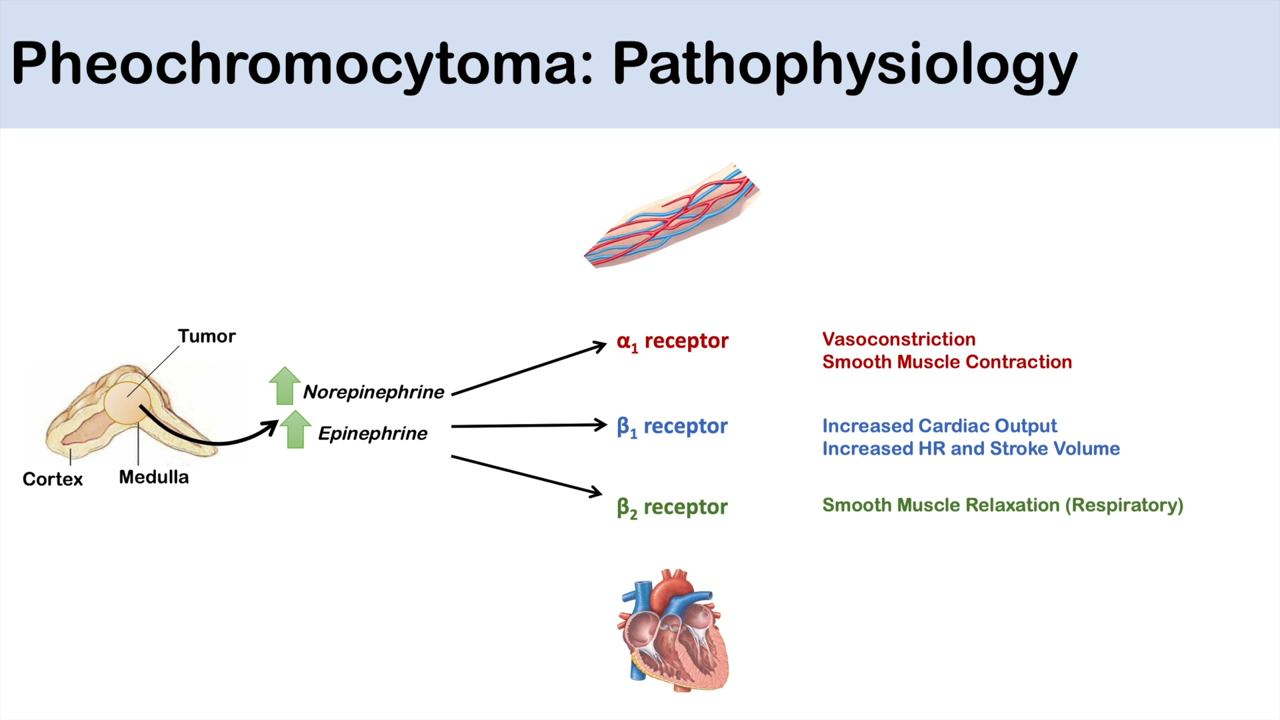 Pheochromocytoma: Pathophysiology
Tumor
Cortex
Medulla
Norepinephrine
Epinephrine
α₁ receptor
Vasoconstriction
Smooth Muscle Contraction
β₁ receptor
Increased Cardiac Output
Increased HR and Stroke Volume
β₂ receptor
Smooth Muscle Relaxation (Respiratory)